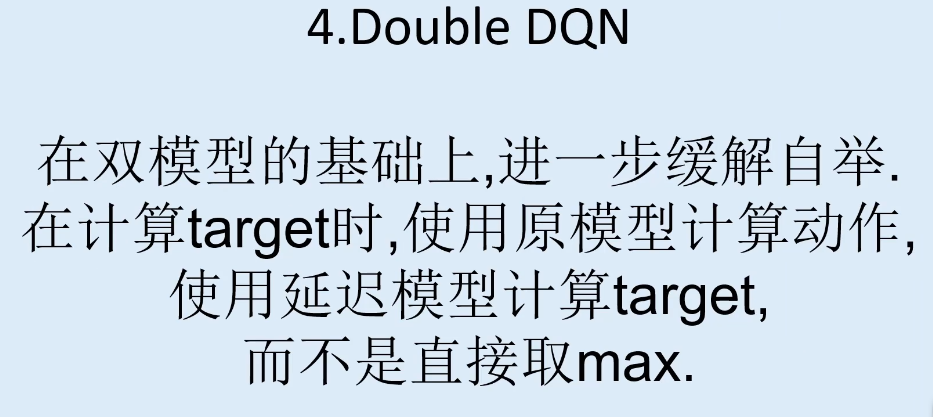 4.Double DQN
在双模型的基础上,进一步缓解自举.
在计算target时,使用原模型计算动作,
使用延迟模型计算target,
而不是直接取max.